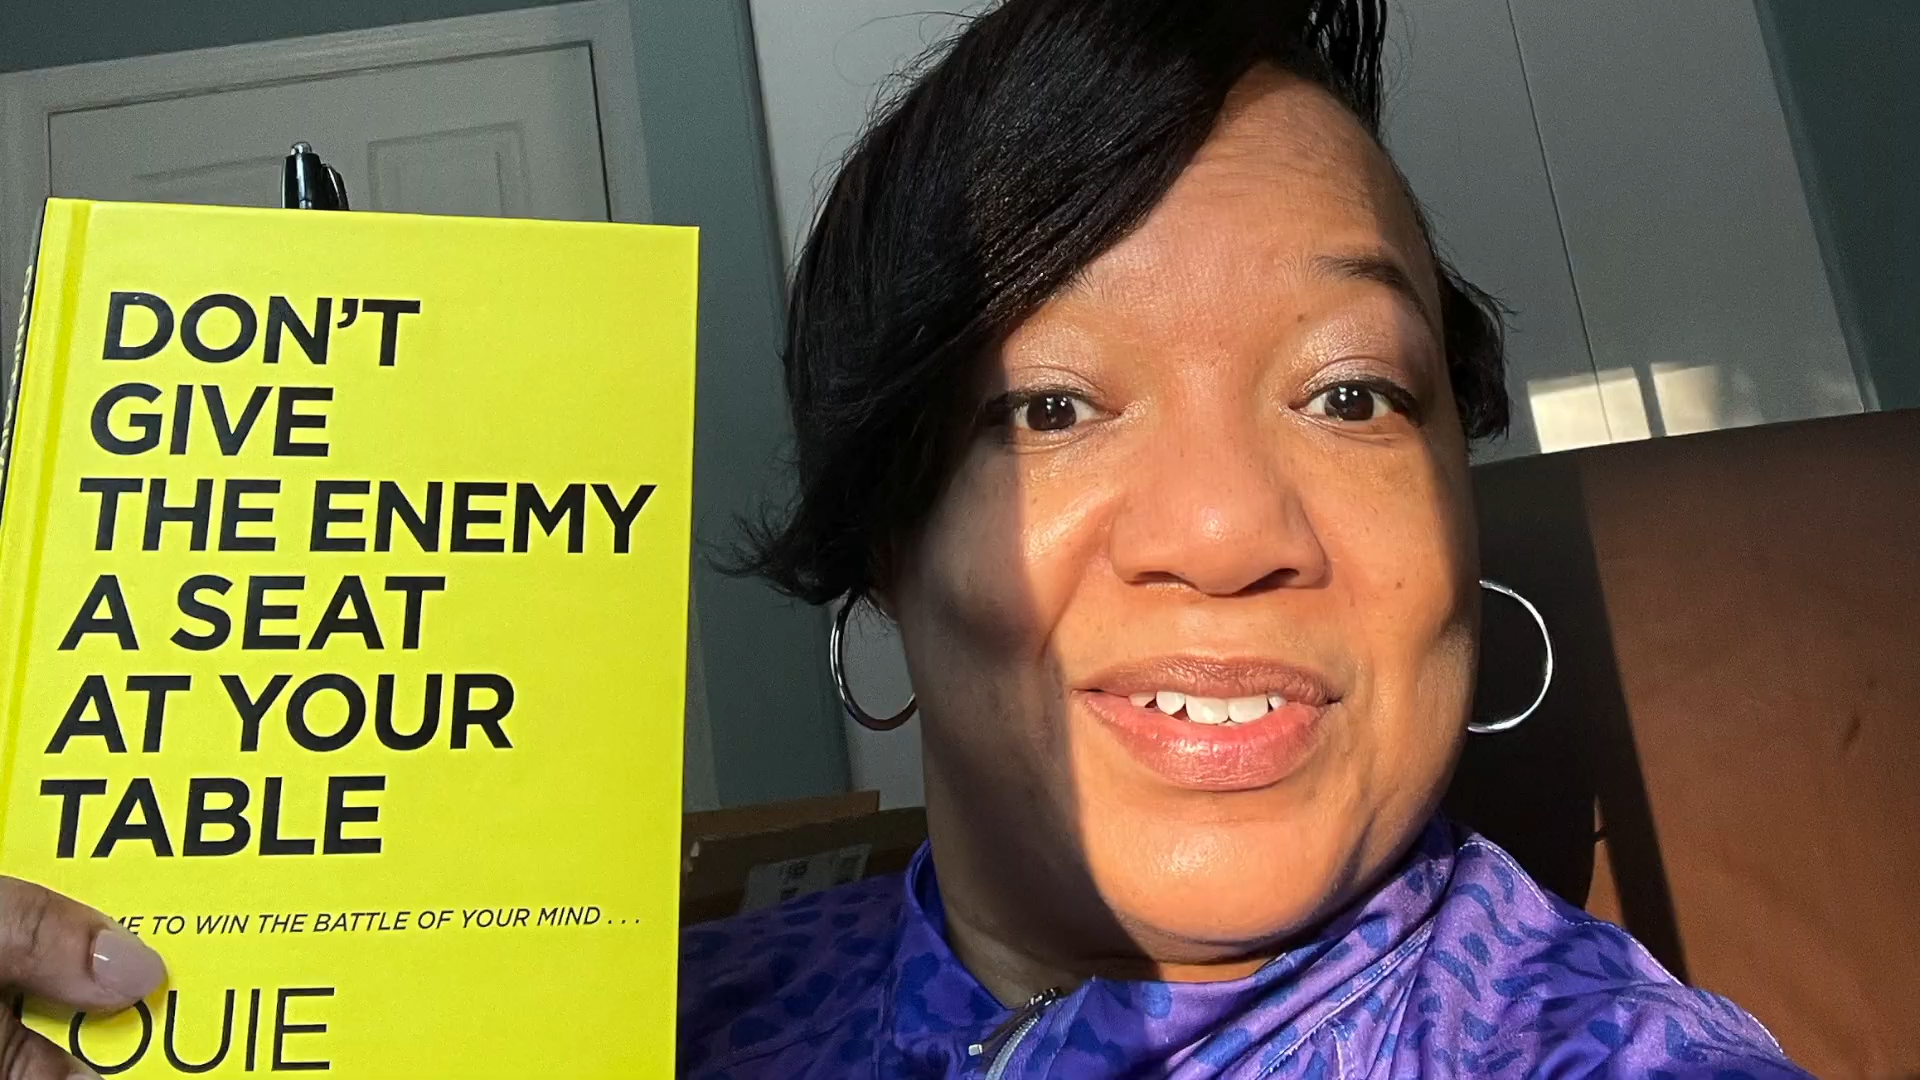 DON'T
GIVE
THE ENEMY
A SEAT
AT YOUR
TABLE
TO WIN THE BATTLE OF YOUR MIND...
OUIE